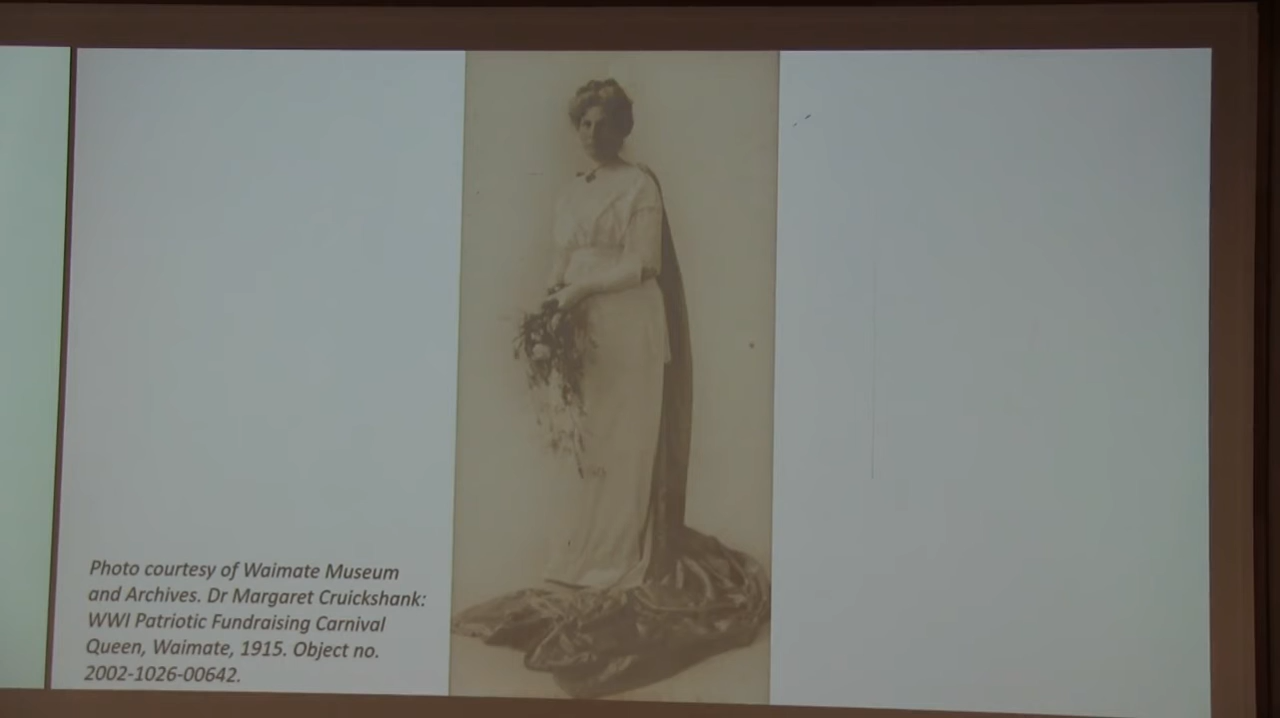 Photo courtesy of Waimate Museum
and Archives. Dr Margaret Cruickshank:
WWI Patriotic Fundraising Carnival
Queen, Waimate, 1915. Object no.
2002-1026-00642.